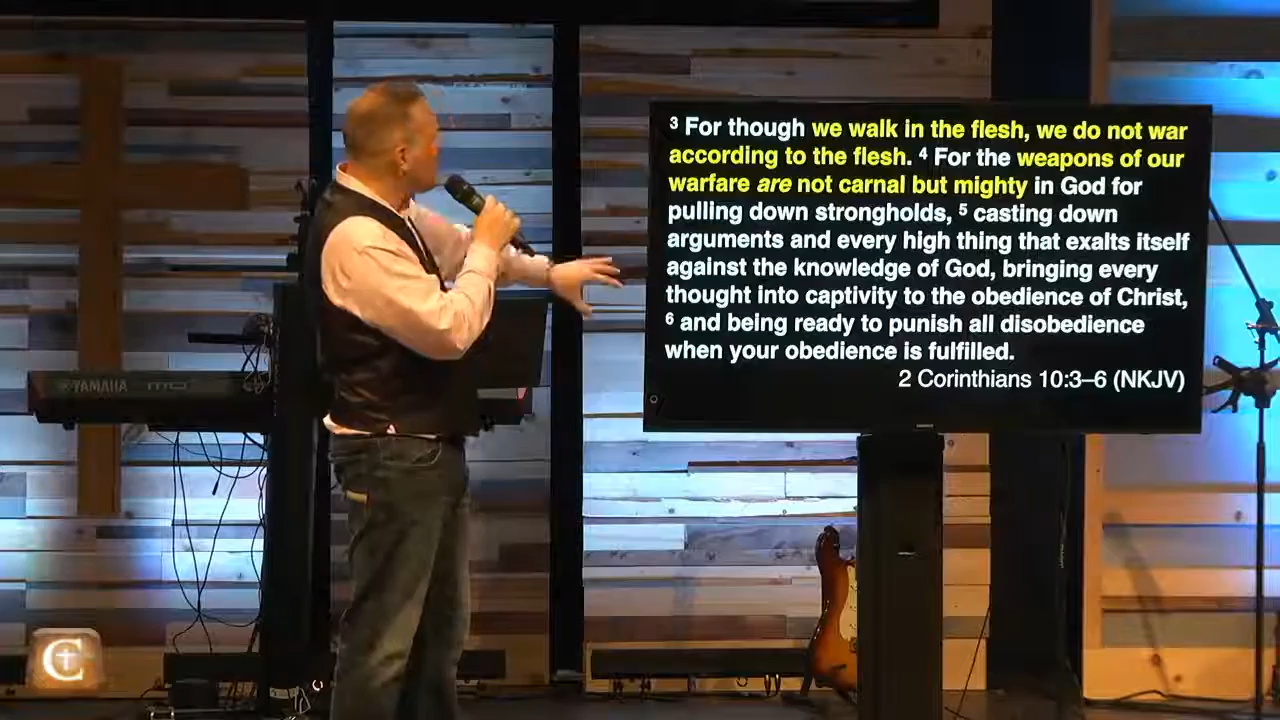 ³ For though we walk in the flesh, we do not war
according to the flesh. ⁴ For the weapons of our
warfare are not carnal but mighty in God for
pulling down strongholds, ⁵ casting down
arguments and every high thing that exalts itself
against the knowledge of God, bringing every
thought into captivity to the obedience of Christ,
⁶ and being ready to punish all disobedience
when your obedience is fulfilled.
2 Corinthians 10:3–6 (NKJV)
YAMAHA
C